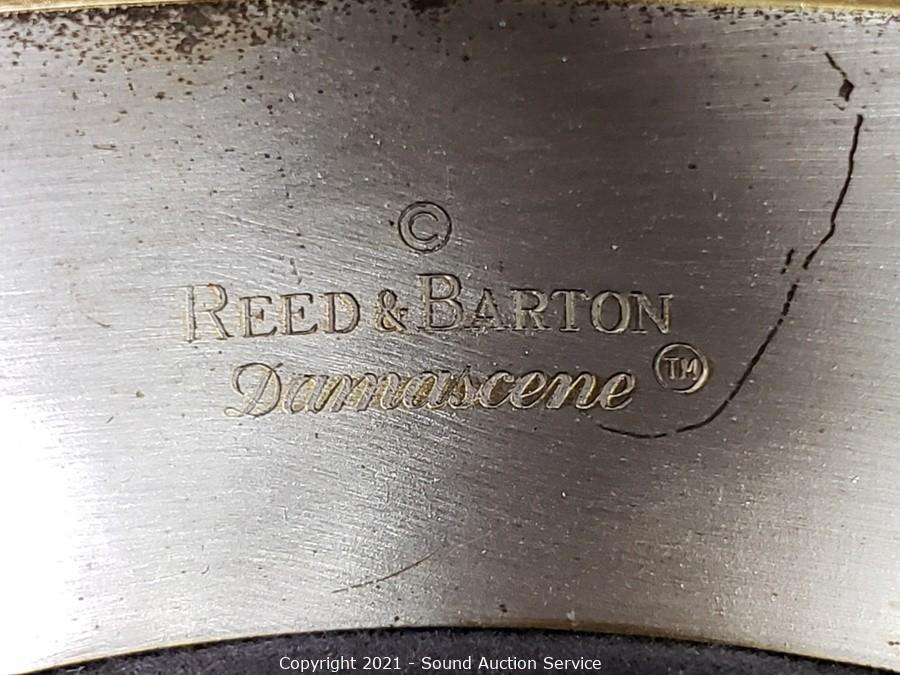 ©
REED & BARTON
Damascene TM
Copyright 2021 - Sound Auction Service